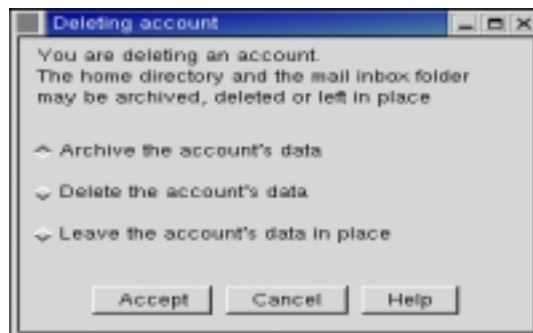 Deleting account
You are deleting an account.
The home directory and the mail inbox folder
may be archived, deleted or left in place
Archive the account's data
Delete the account's data
Leave the account's data in place
Accept Cancel Help